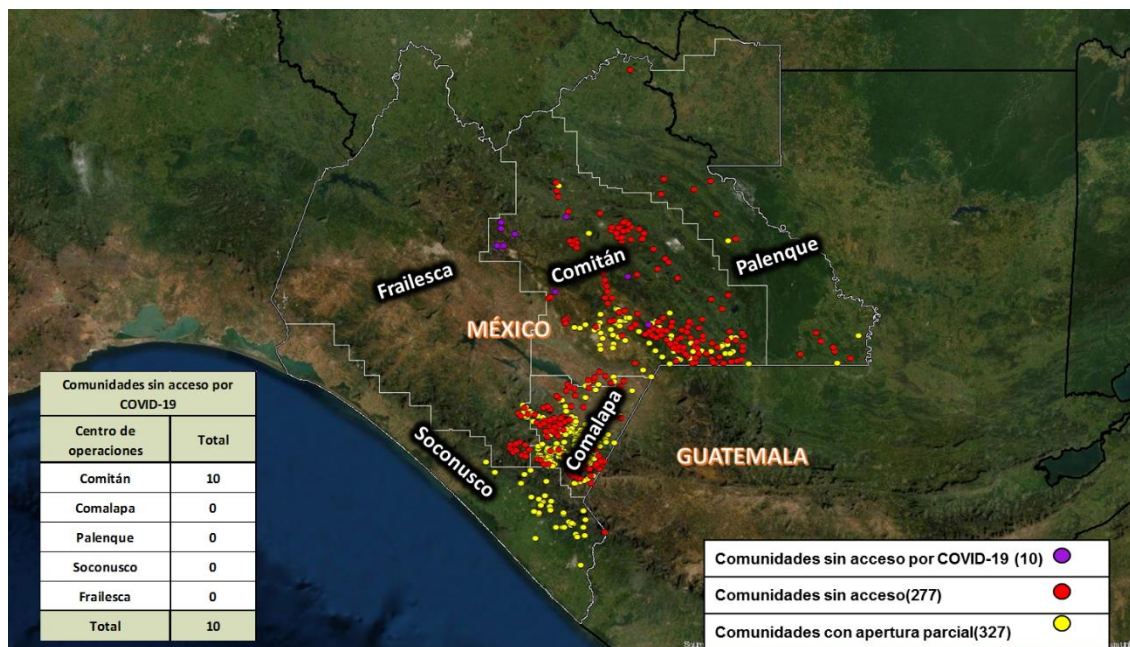 Frailesca
Comitán
Palenque
MÉXICO
Comalapa
Soconusco
GUATEMALA
Comunidades sin acceso por
COVID-19
Centro de
operaciones
Total
Comitán 10
Comalapa 0
Palenque 0
Soconusco 0
Frailesca 0
Total 10
Comunidades sin acceso por COVID-19 (10)
Comunidades sin acceso(277)
Comunidades con apertura parcial(327)